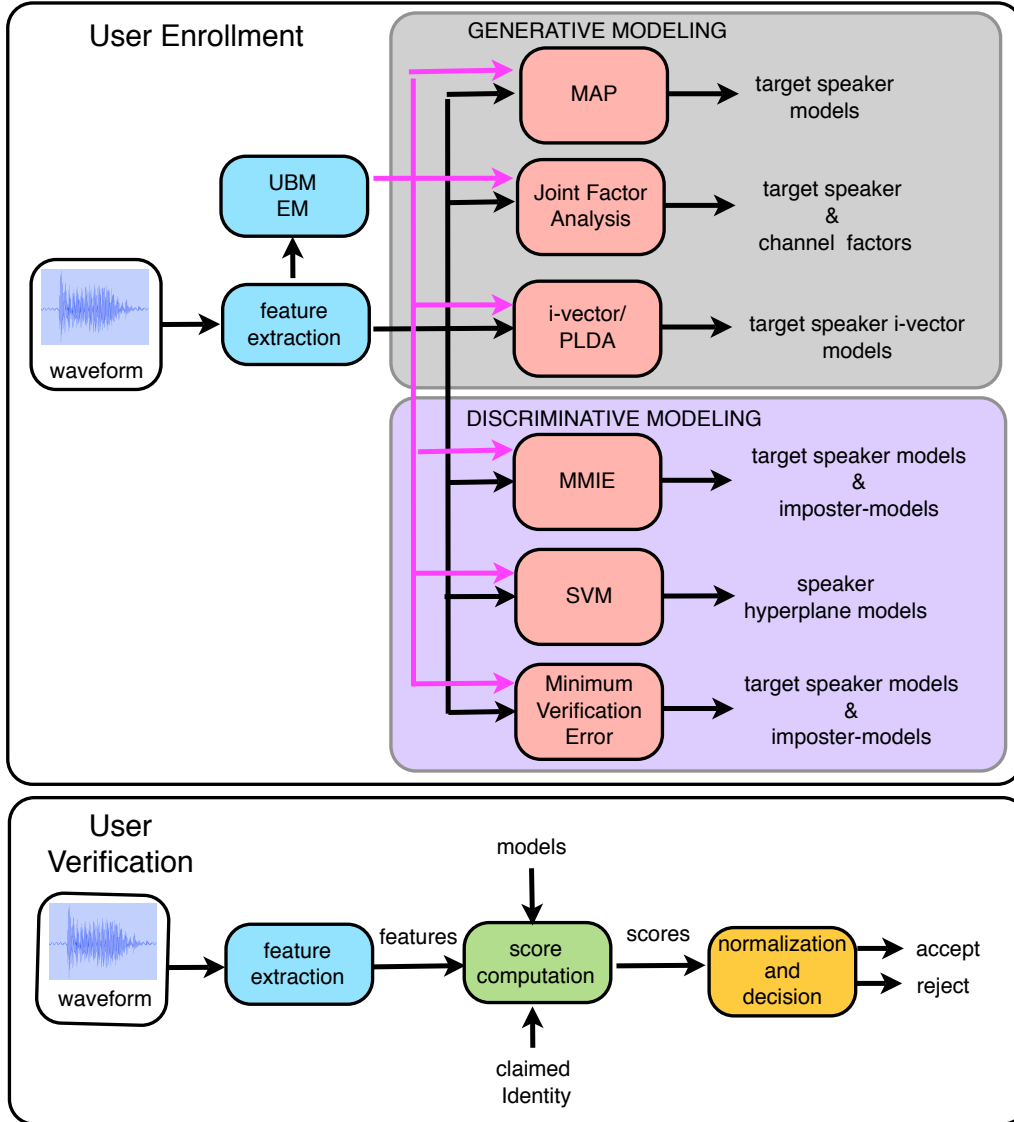 User Enrollment
GENERATIVE MODELING
MAP
target speaker
models
UBM
EM
Joint Factor
Analysis
target speaker
&
channel factors
waveform
feature
extraction
i-vector/
PLDA
target speaker i-vector
models
DISCRIMINATIVE MODELING
MMIE
target speaker models
&
imposter-models
SVM
speaker
hyperplane models
Minimum
Verification
Error
target speaker models
&
imposter-models
User
Verification
waveform
feature
extraction
features
models
score
computation
claimed
Identity
scores
normalization
and
decision
accept
reject